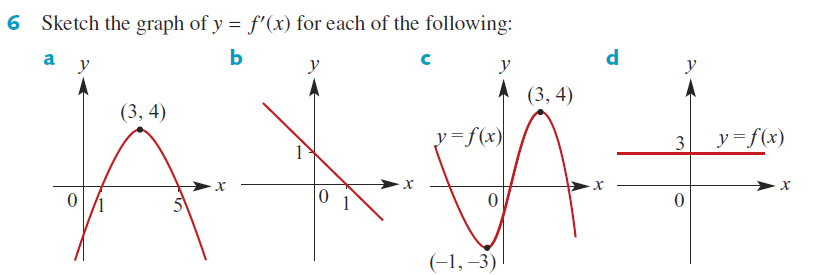 6 Sketch the graph of y = f′(x) for each of the following:
a b c d
y y y y
(3, 4) (3, 4)
y = f(x) 3 y = f(x)
1
x x x x
0 1 5 0 1 0 0
(−1, −3)